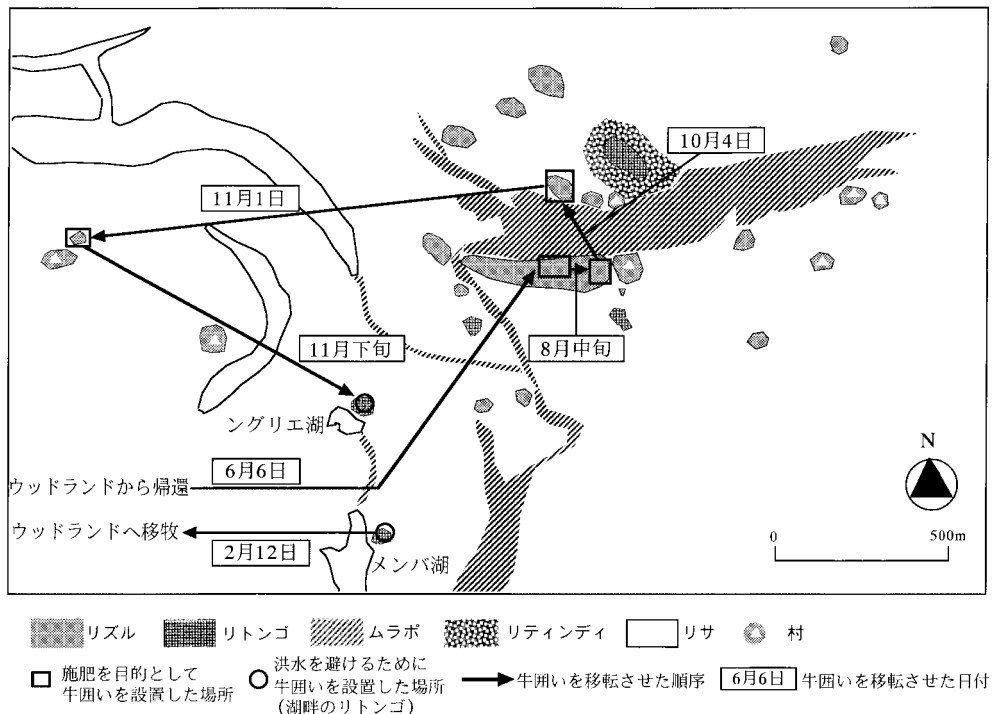 10月4日
11月1日
11月下旬
8月中旬
ングリエ湖
6月6日
ウッドランドから帰還
ウッドランドへ移牧
2月12日
メンバ湖
N
0
500m
リズル
リトンゴ
ムラポ
リティンディ
リサ
村
施肥を目的として
牛囲いを設置した場所
洪水を避けるために
牛囲いを設置した場所
(湖畔のリトンゴ)
牛囲いを移転させた順序
6月6日
牛囲いを移転させた日付